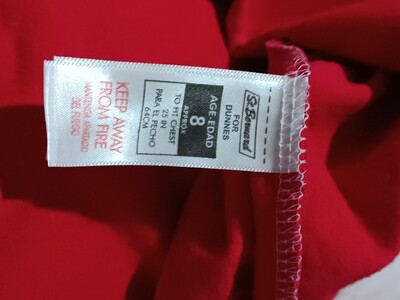 St. Bernard
FOR
DUNNES
AGE-EDAD
APPROX
8
TO FIT CHEST
25 IN
PARA EL PECHO
64CM
KEEP AWAY
FROM FIRE
MANTENGA APARTADO
DEL FUEGO